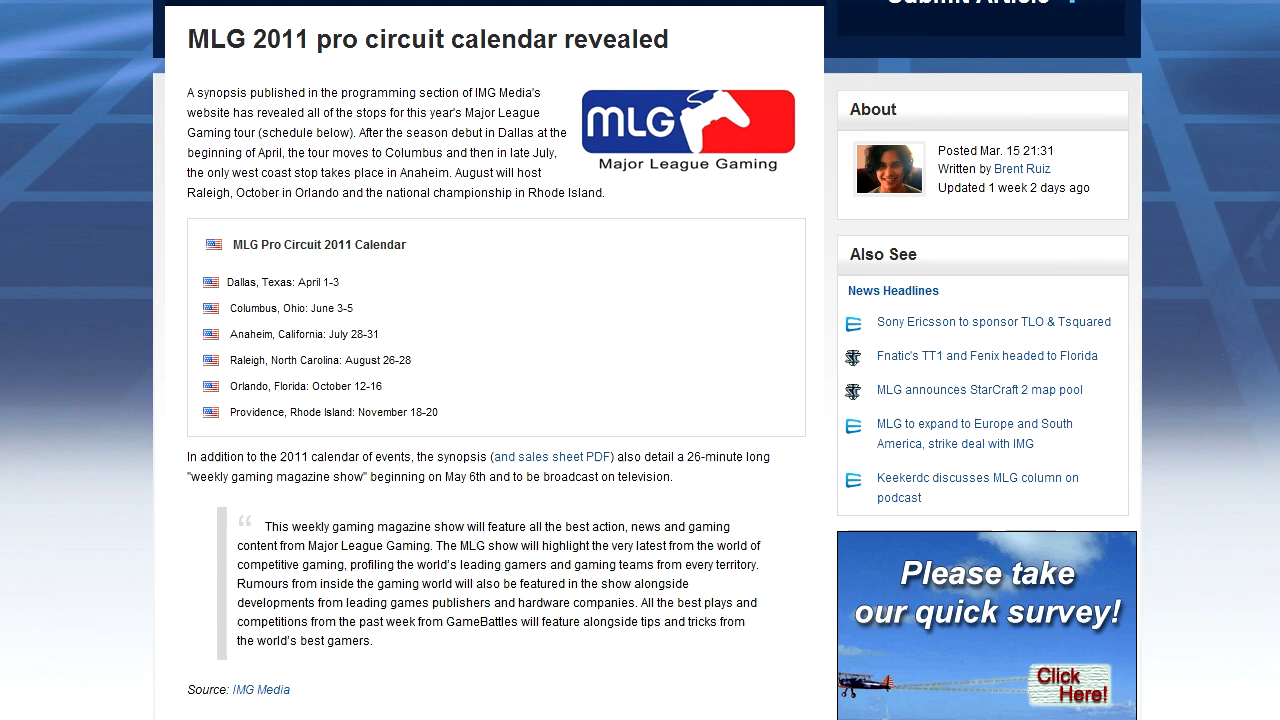 Submit Article
MLG 2011 pro circuit calendar revealed
A synopsis published in the programming section of IMG Media's
website has revealed all of the stops for this year's Major League
Gaming tour (schedule below). After the season debut in Dallas at the
beginning of April, the tour moves to Columbus and then in late July,
the only west coast stop takes place in Anaheim. August will host
Raleigh, October in Orlando and the national championship in Rhode Island.
MLG
Major League Gaming
MLG Pro Circuit 2011 Calendar
Dallas, Texas: April 1-3
Columbus, Ohio: June 3-5
Anaheim, California: July 28-31
Raleigh, North Carolina: August 26-28
Orlando, Florida: October 12-16
Providence, Rhode Island: November 18-20
In addition to the 2011 calendar of events, the synopsis (and sales sheet PDF) also detail a 26-minute long
"weekly gaming magazine show" beginning on May 6th and to be broadcast on television.
“ This weekly gaming magazine show will feature all the best action, news and gaming
content from Major League Gaming. The MLG show will highlight the very latest from the world of
competitive gaming, profiling the world's leading gamers and gaming teams from every territory.
Rumours from inside the gaming world will also be featured in the show alongside
developments from leading games publishers and hardware companies. All the best plays and
competitions from the past week from GameBattles will feature alongside tips and tricks from
the world's best gamers.
Source: IMG Media
About
Posted Mar. 15 21:31
Written by Brent Ruiz
Updated 1 week 2 days ago
Also See
News Headlines
Sony Ericsson to sponsor TLO & Tsquared
Fnatic's TT1 and Fenix headed to Florida
MLG announces StarCraft 2 map pool
MLG to expand to Europe and South
America, strike deal with IMG
Keekerdc discusses MLG column on
podcast
Please take
our quick survey!
Click
Here!